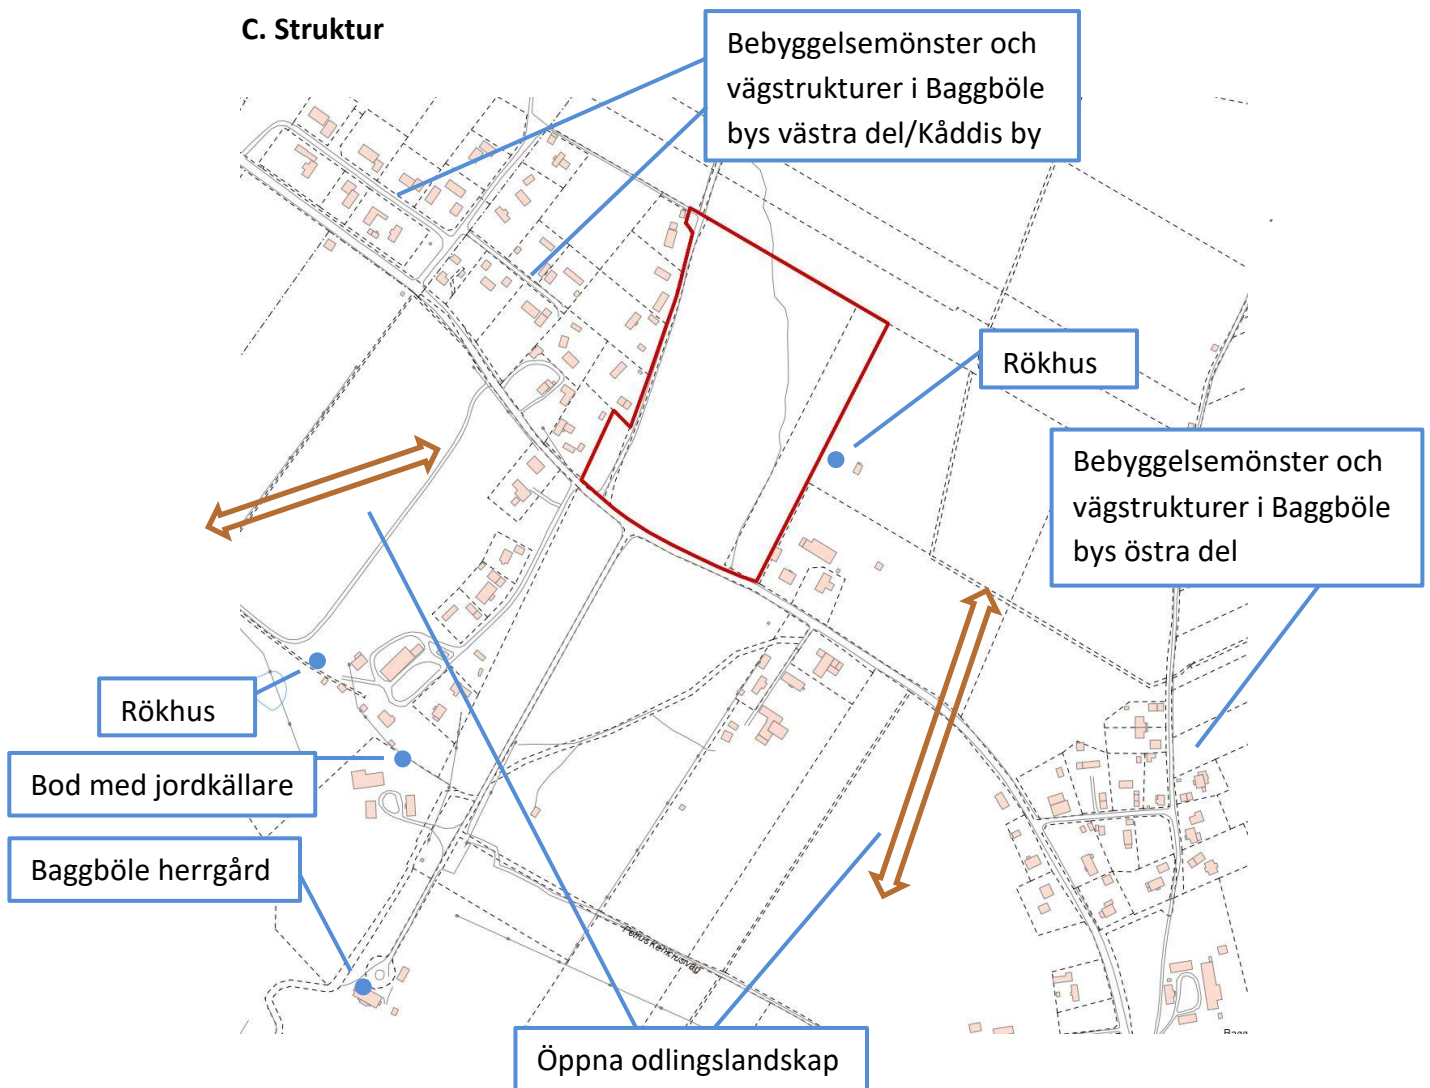 C. Struktur
Bebyggelsemönster och
vägstrukturer i Baggböle
bys västra del/Kåddis by
Rökhus
Bebyggelsemönster och
vägstrukturer i Baggböle
bys östra del
Rökhus
Bod med jordkällare
Baggböle herrgård
Öppna odlingslandskap